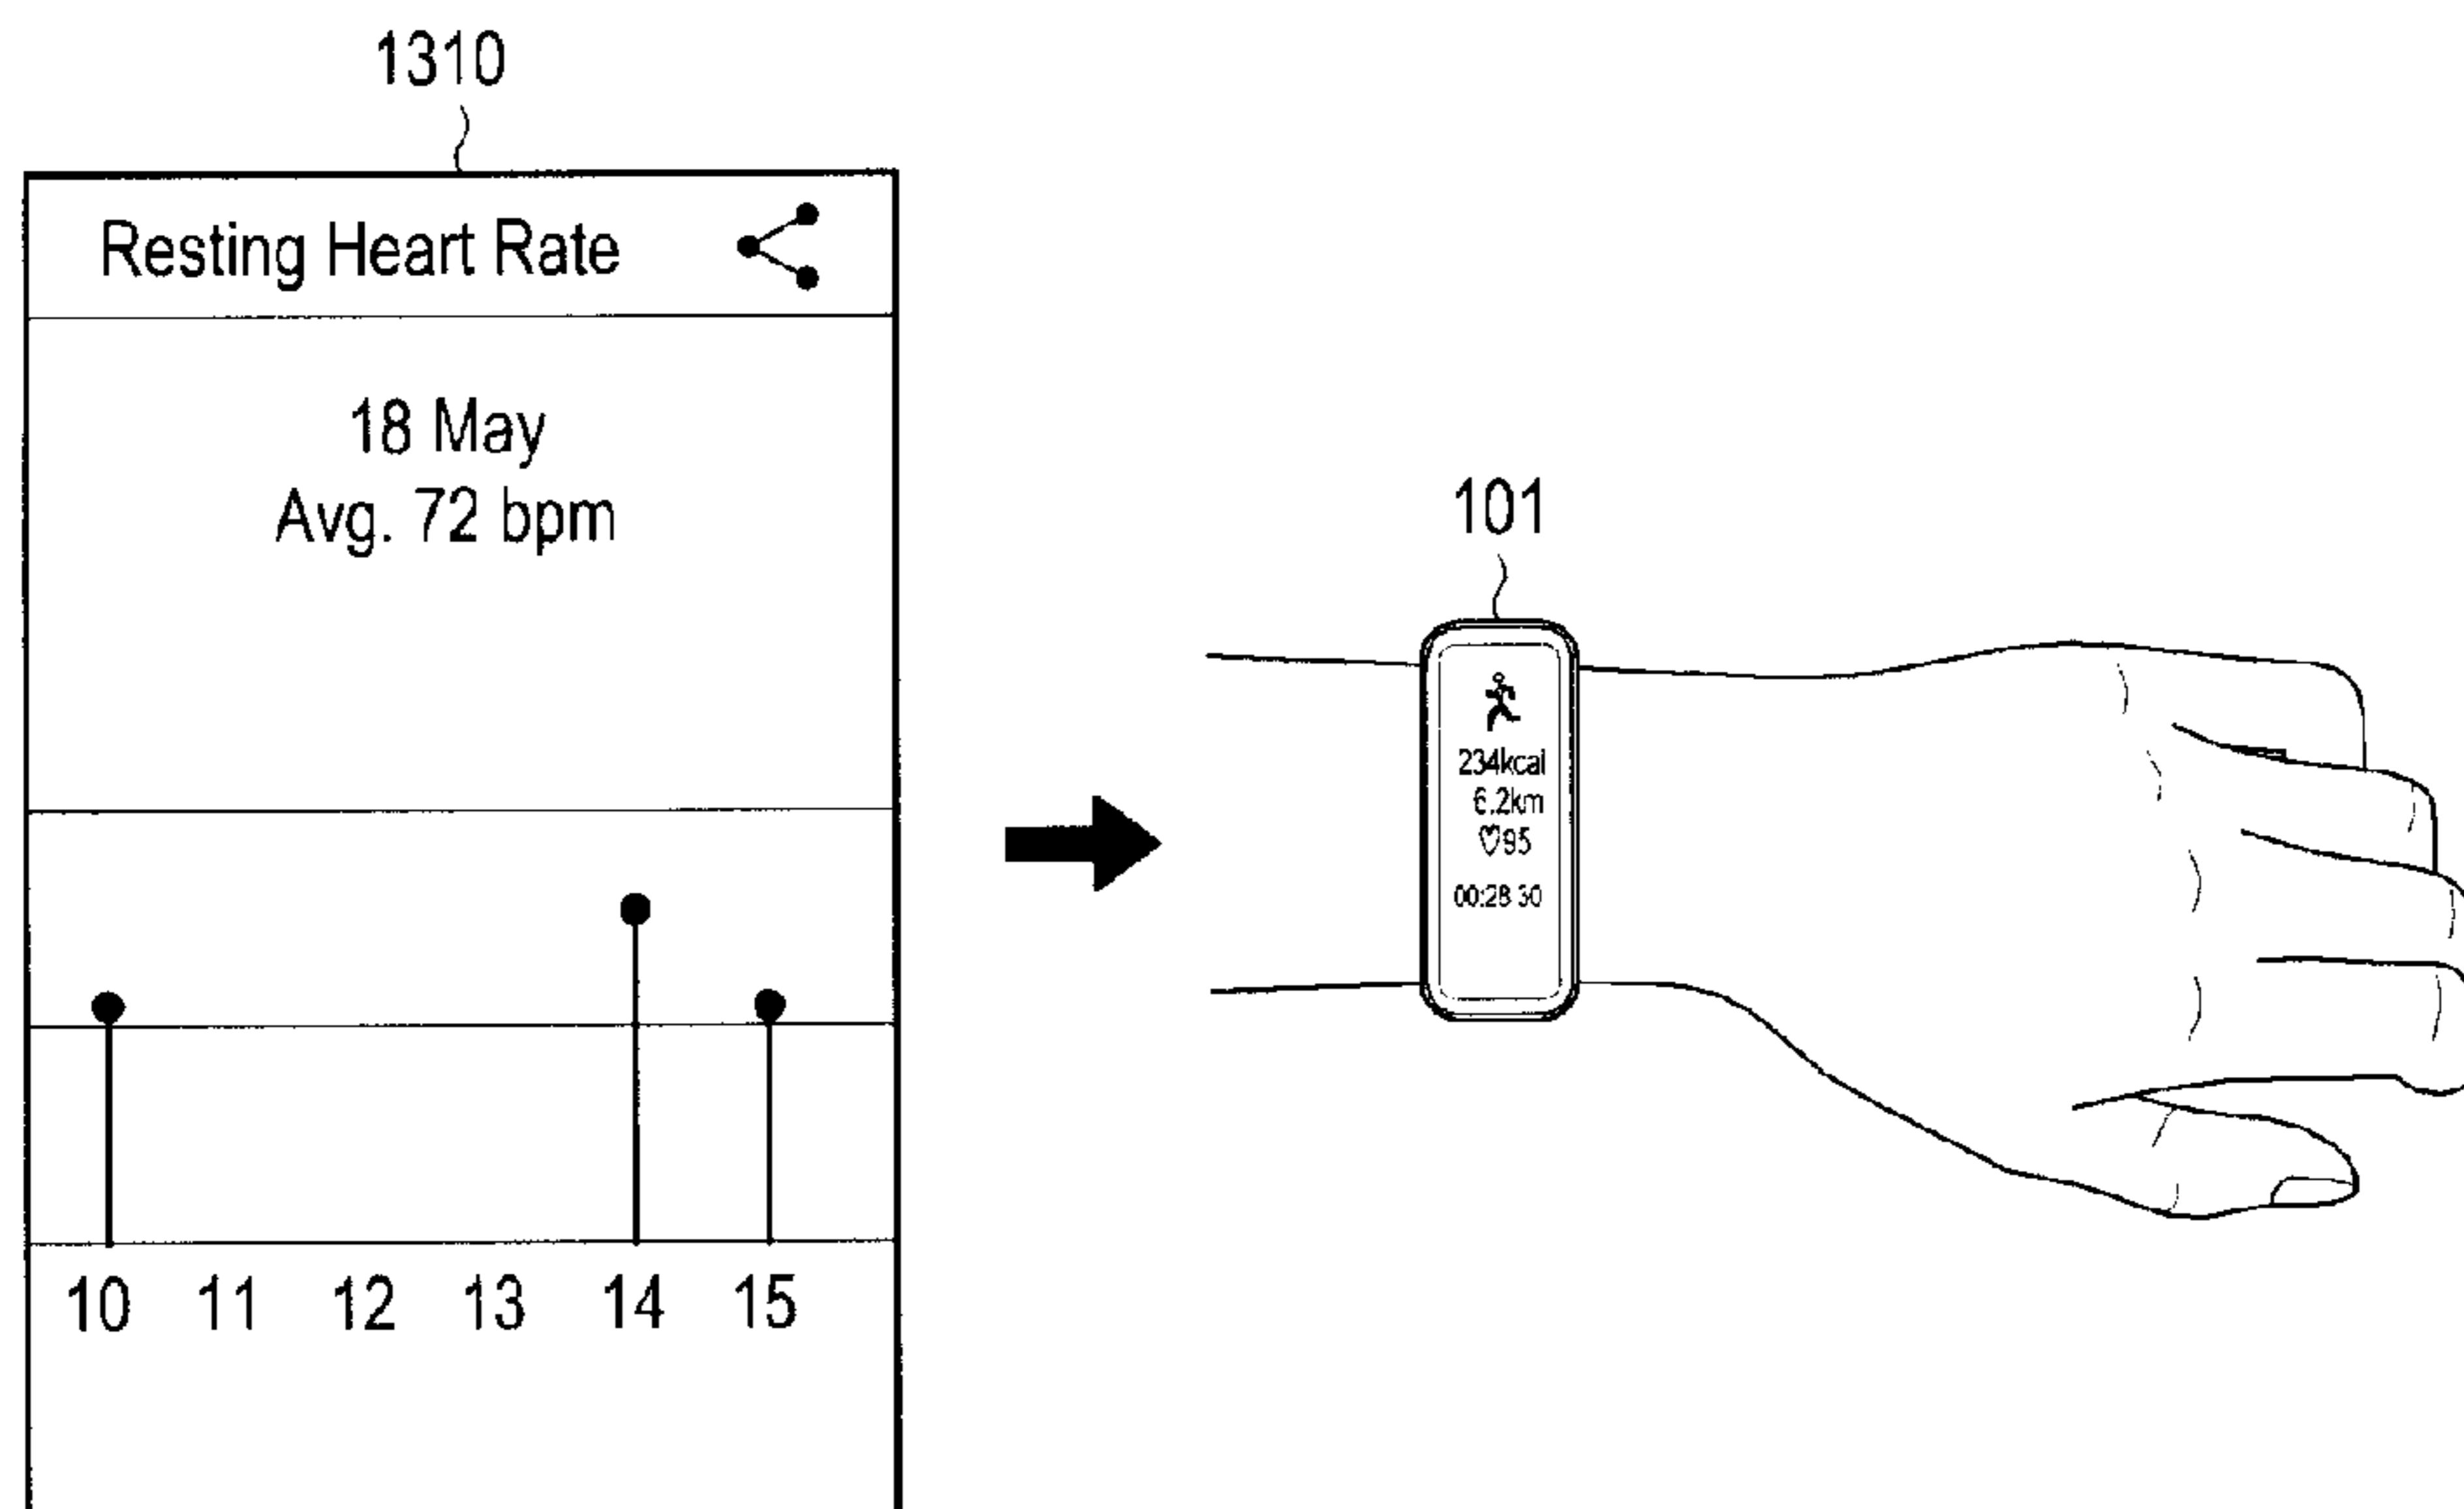 1310
Resting Heart Rate
18 May
Avg. 72 bpm
10 11 12 13 14 15
101
234kcal
6.2km
♡95
00:28 30